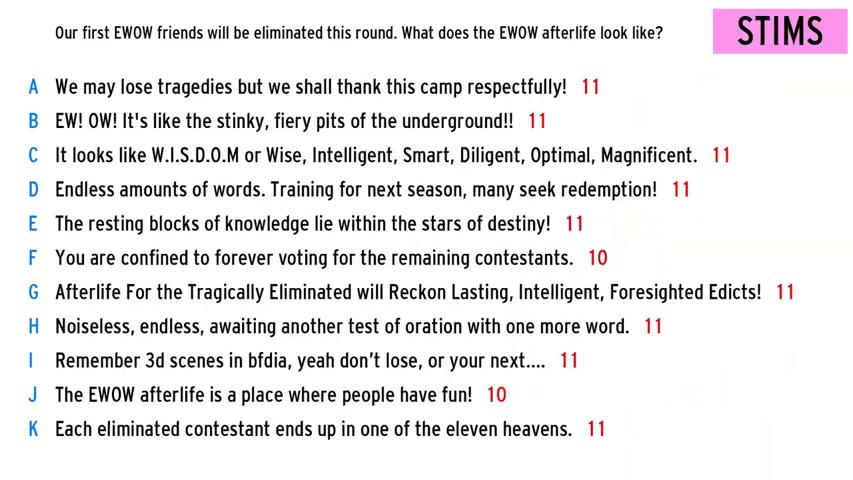 Our first EWOW friends will be eliminated this round. What does the EWOW afterlife look like?
STIMS
A We may lose tragedies but we shall thank this camp respectfully! 11
B EW! OW! It's like the stinky, fiery pits of the underground!! 11
C It looks like W.I.S.D.O.M or Wise, Intelligent, Smart, Diligent, Optimal, Magnificent. 11
D Endless amounts of words. Training for next season, many seek redemption! 11
E The resting blocks of knowledge lie within the stars of destiny! 11
F You are confined to forever voting for the remaining contestants. 10
G Afterlife For the Tragically Eliminated will Reckon Lasting, Intelligent, Foresighted Edicts! 11
H Noiseless, endless, awaiting another test of oration with one more word. 11
I Remember 3d scenes in bfdia, yeah don't lose, or your next.... 11
J The EWOW afterlife is a place where people have fun! 10
K Each eliminated contestant ends up in one of the eleven heavens. 11